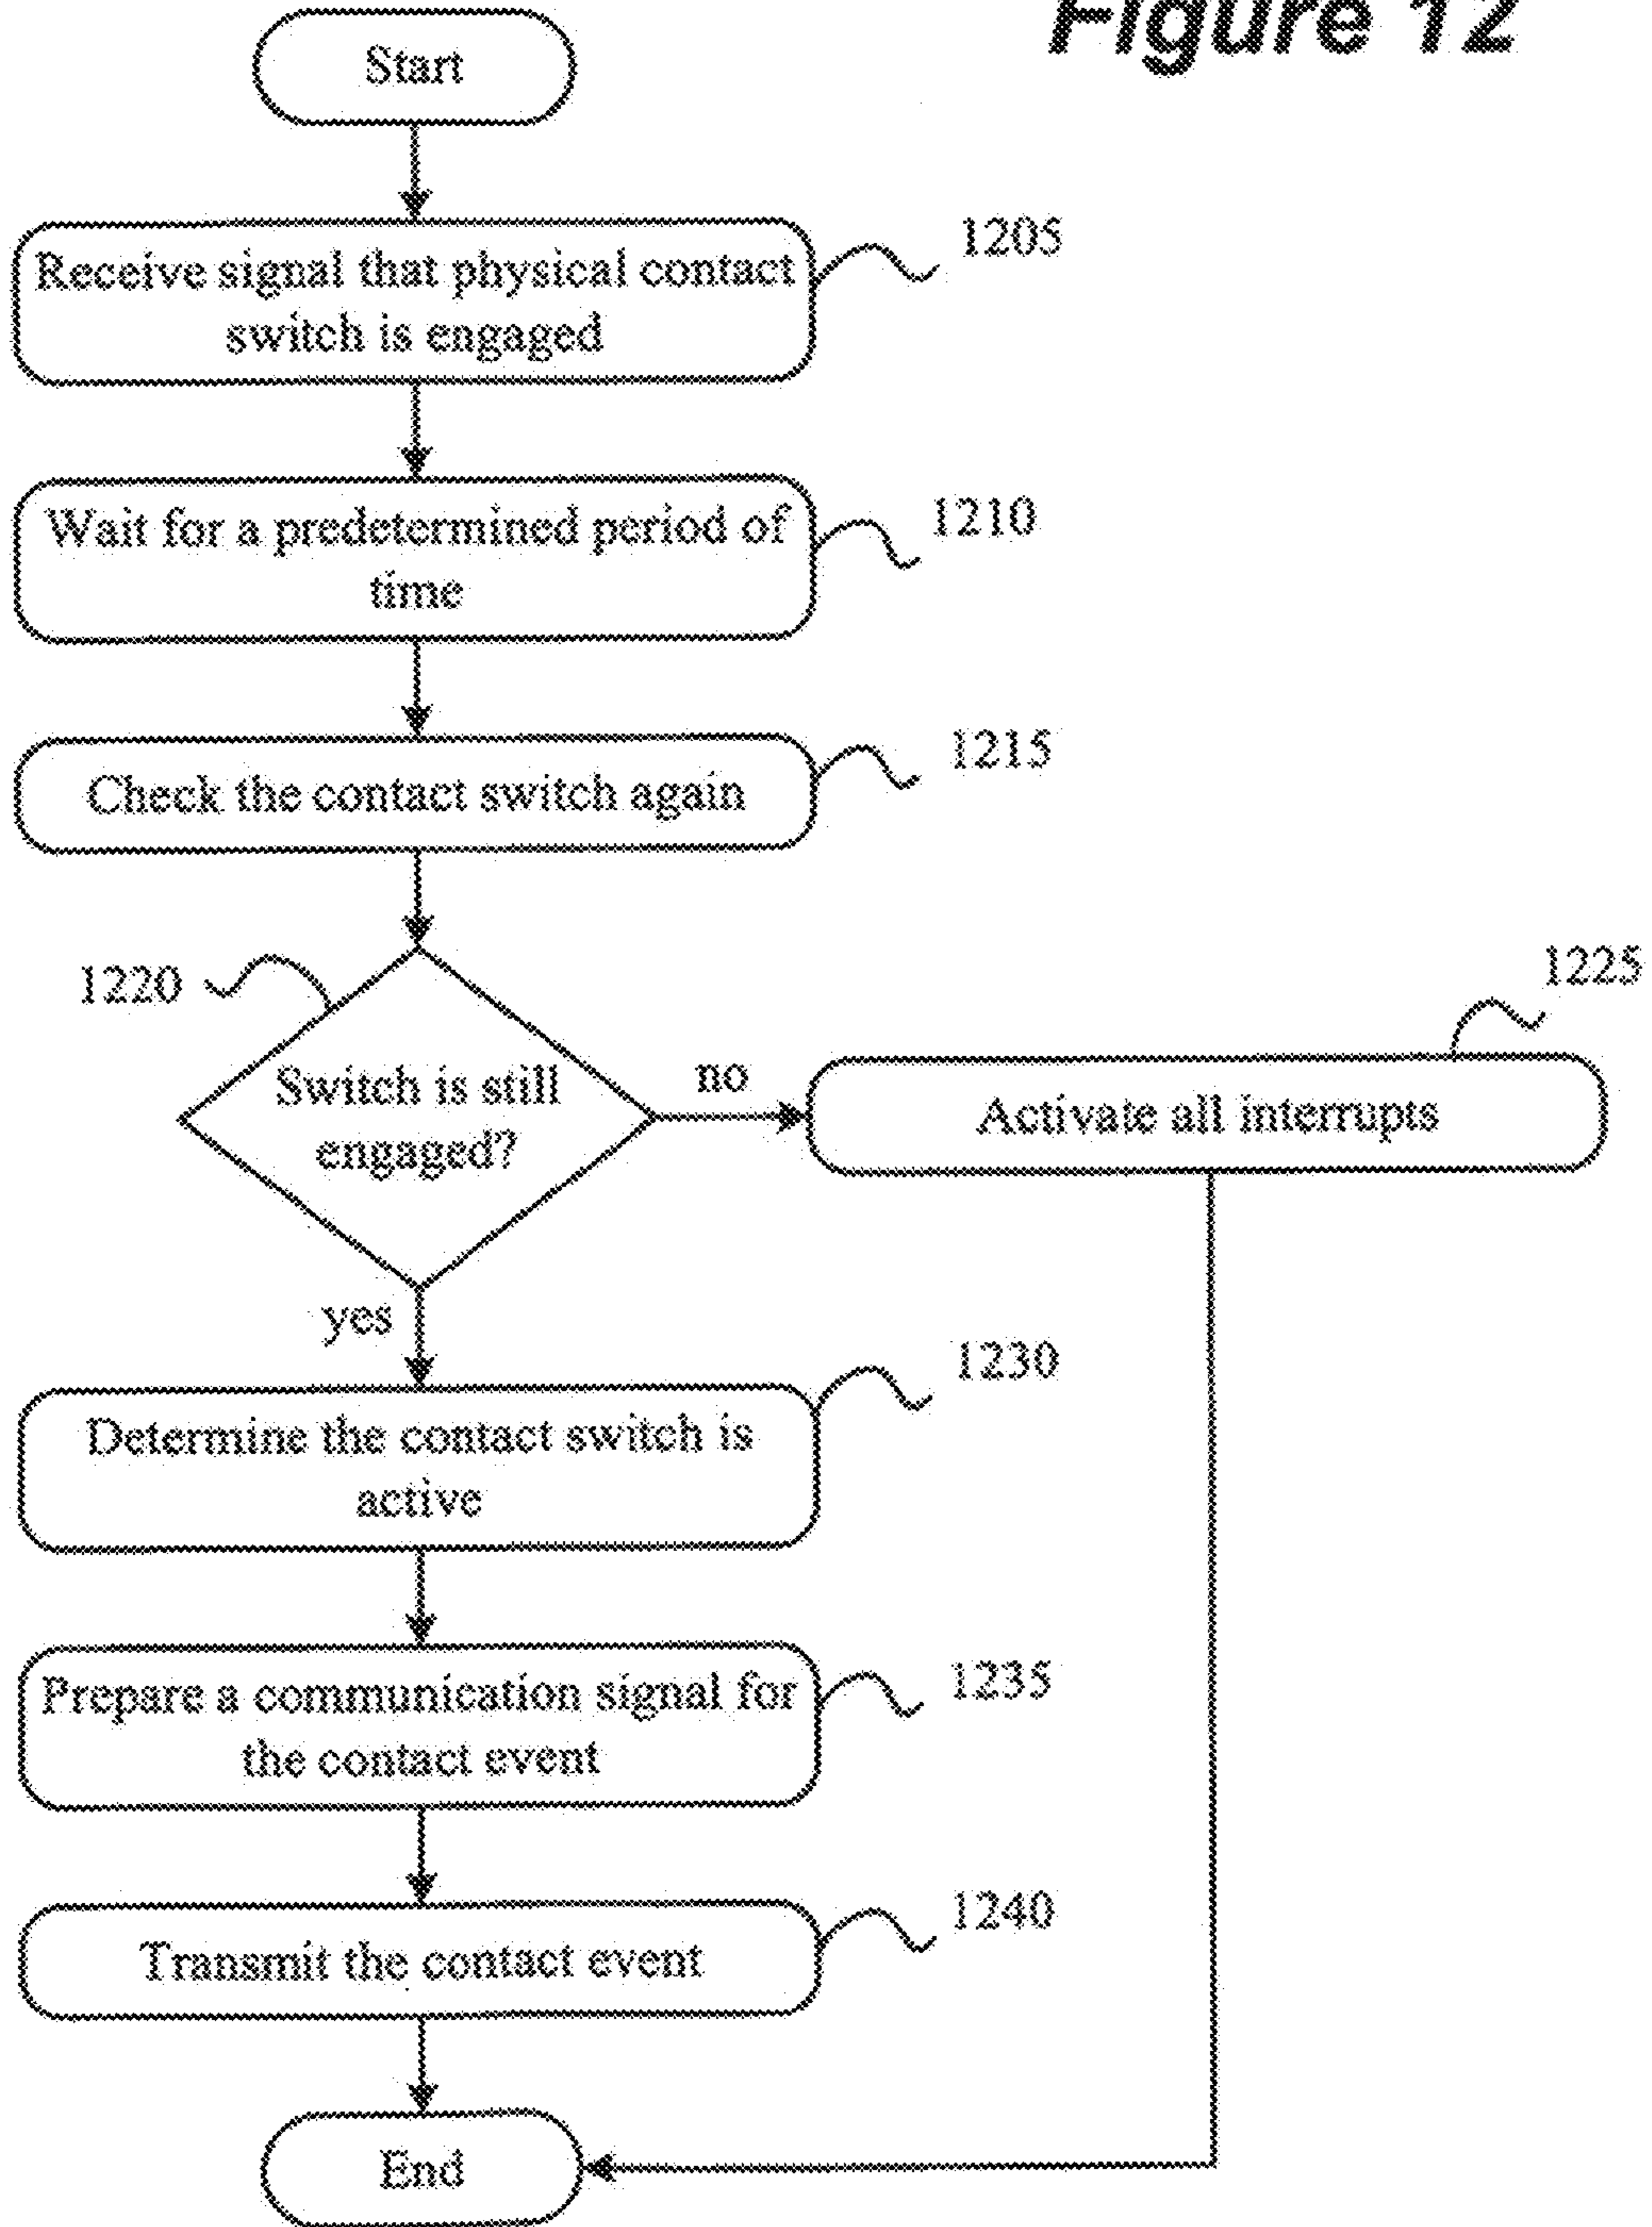 Figure 12
Start
Receive signal that physical contact
switch is engaged
1205
Wait for a predetermined period of
time
1210
Check the contact switch again
1215
1220
Switch is still
engaged?
no
1225
Activate all interrupts
yes
Determine the contact switch is
active
1230
Prepare a communication signal for
the contact event
1235
Transmit the contact event
1240
End